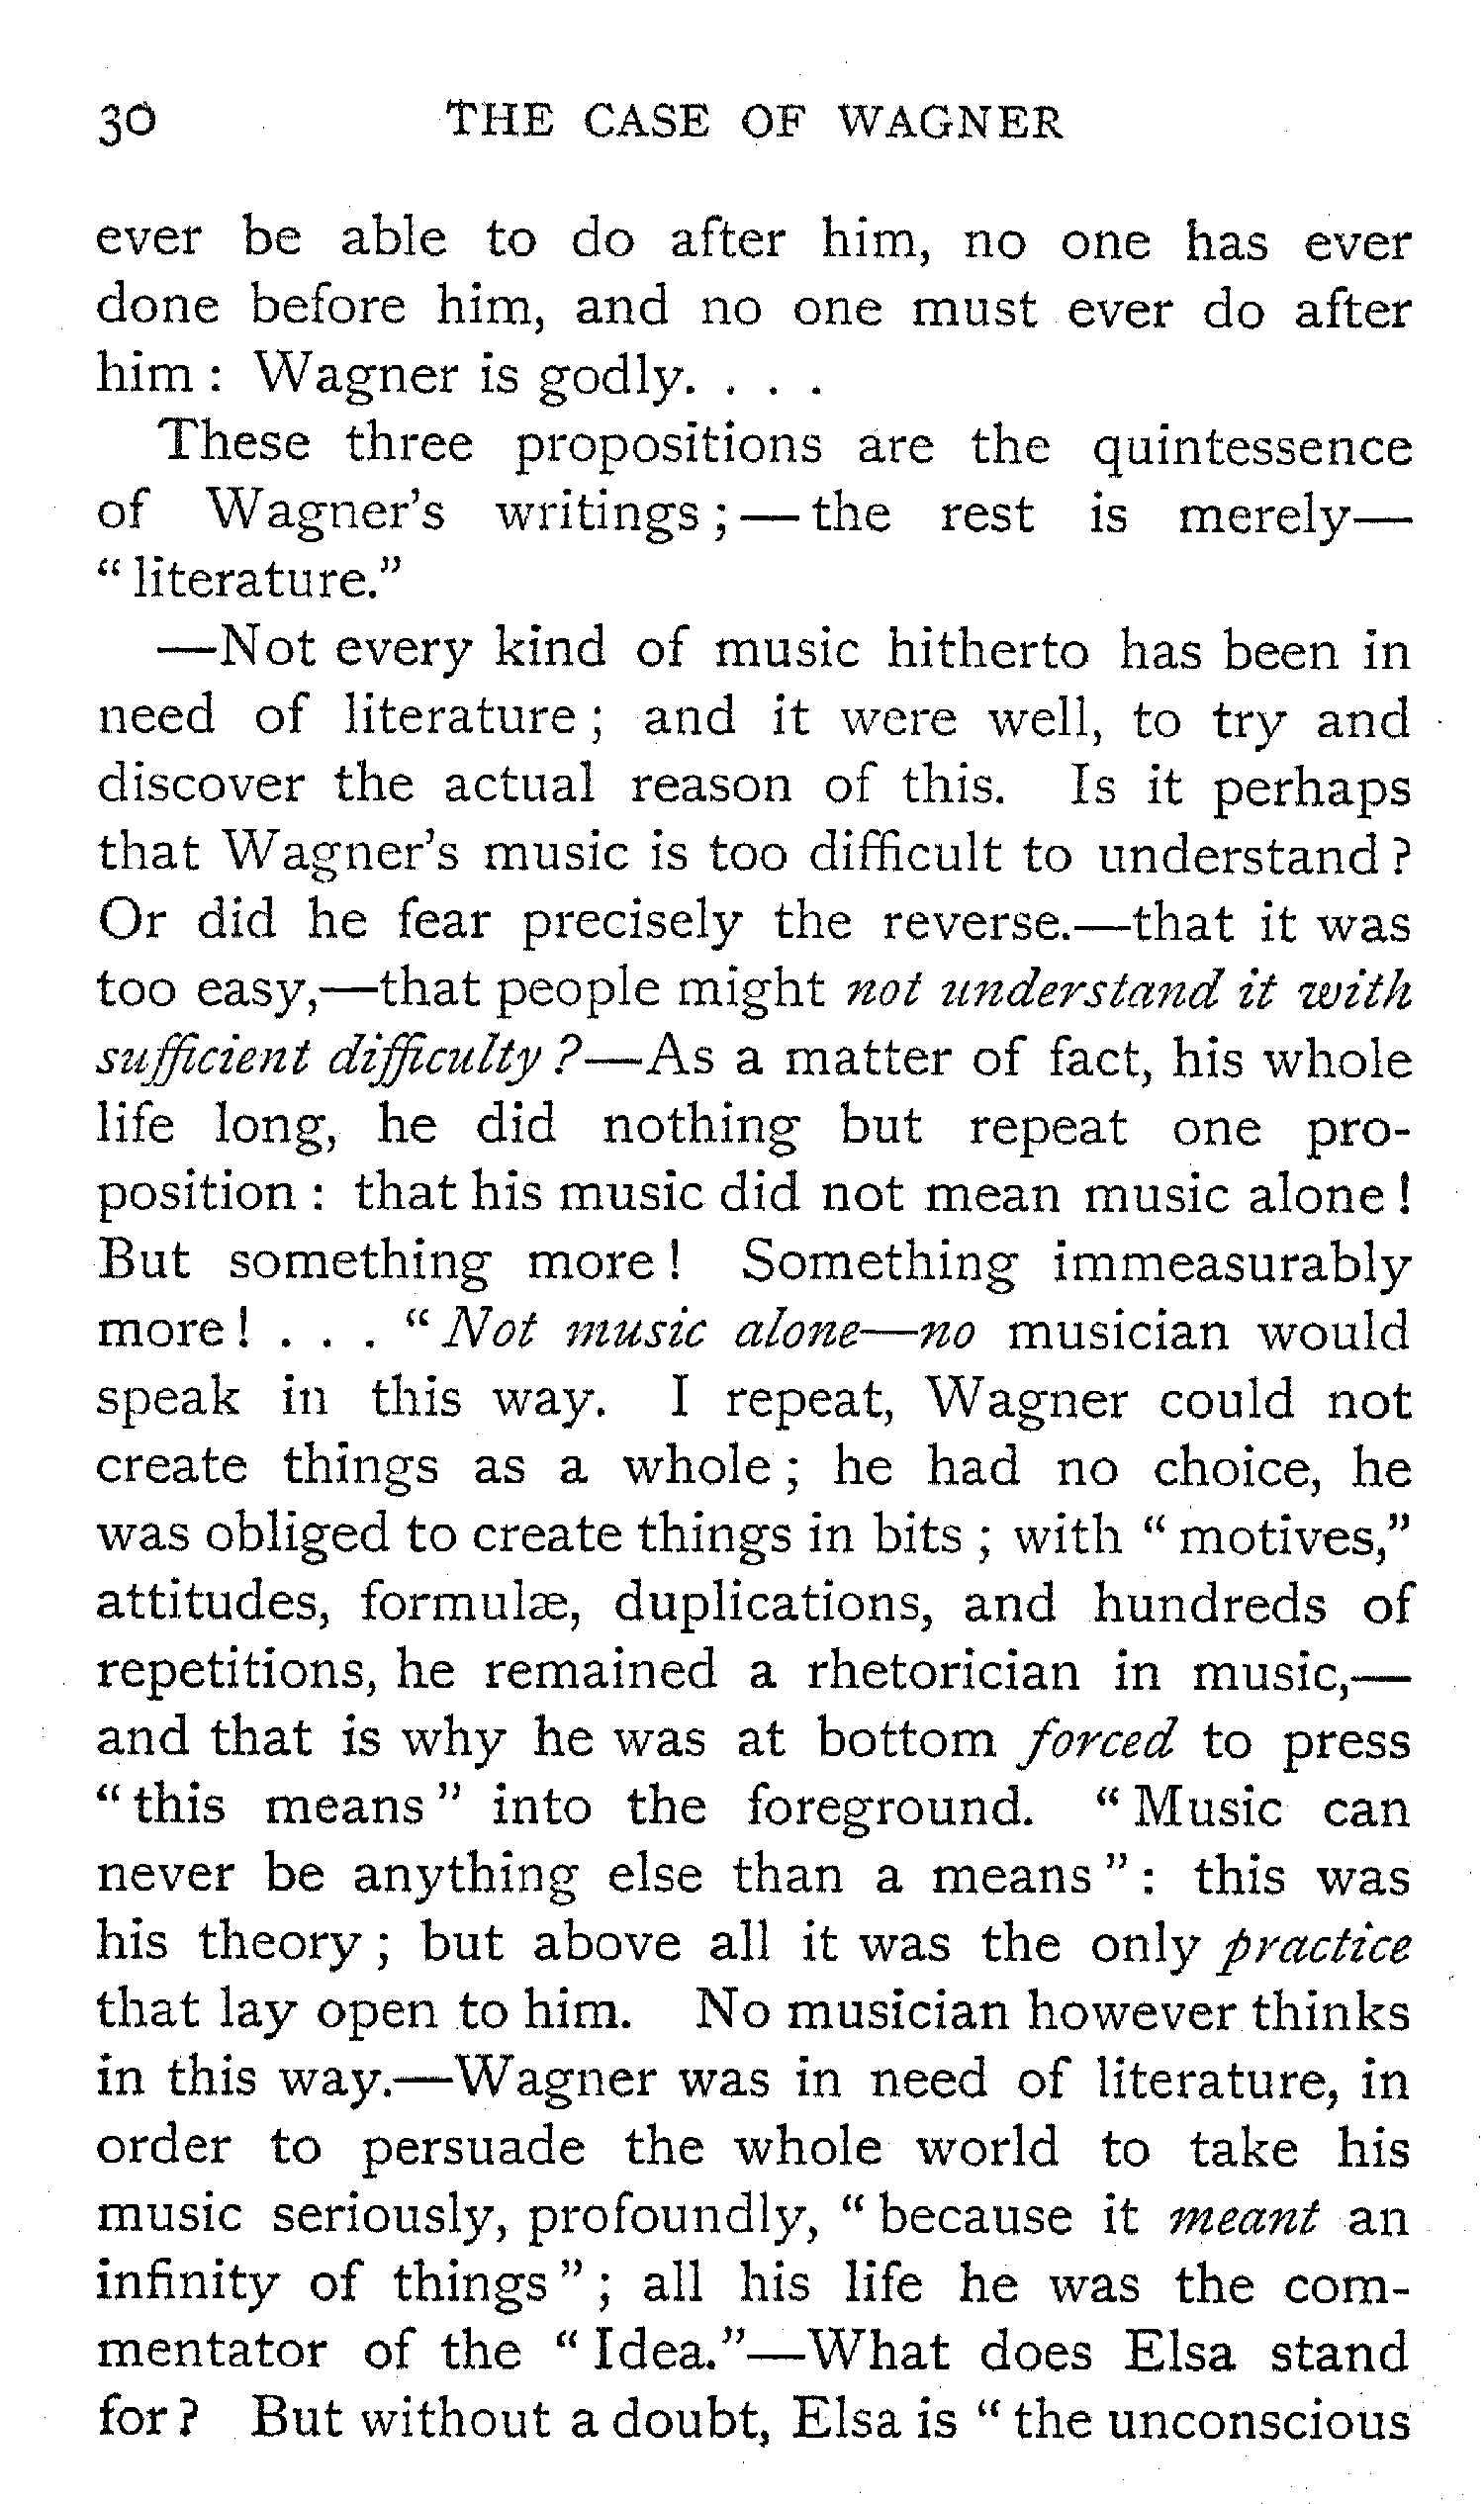 30 THE CASE OF WAGNER
ever be able to do after him, no one has ever
done before him, and no one must ever do after
him : Wagner is godly. . . .
These three propositions are the quintessence
of Wagner's writings ;—the rest is merely—
“ literature.”
—Not every kind of music hitherto has been in
need of literature ; and it were well, to try and
discover the actual reason of this. Is it perhaps
that Wagner's music is too difficult to understand ?
Or did he fear precisely the reverse.—that it was
too easy,—that people might not understand it with
sufficient difficulty ?—As a matter of fact, his whole
life long, he did nothing but repeat one pro-
position : that his music did not mean music alone !
But something more ! Something immeasurably
more ! . . . “ Not music alone—no musician would
speak in this way. I repeat, Wagner could not
create things as a whole ; he had no choice, he
was obliged to create things in bits ; with “ motives,”
attitudes, formulæ, duplications, and hundreds of
repetitions, he remained a rhetorician in music,—
and that is why he was at bottom forced to press
“ this means ” into the foreground. “ Music can
never be anything else than a means ” : this was
his theory ; but above all it was the only practice
that lay open to him. No musician however thinks
in this way.—Wagner was in need of literature, in
order to persuade the whole world to take his
music seriously, profoundly, “ because it meant an
infinity of things ” ; all his life he was the com-
mentator of the “ Idea.”—What does Elsa stand
for ? But without a doubt, Elsa is “ the unconscious